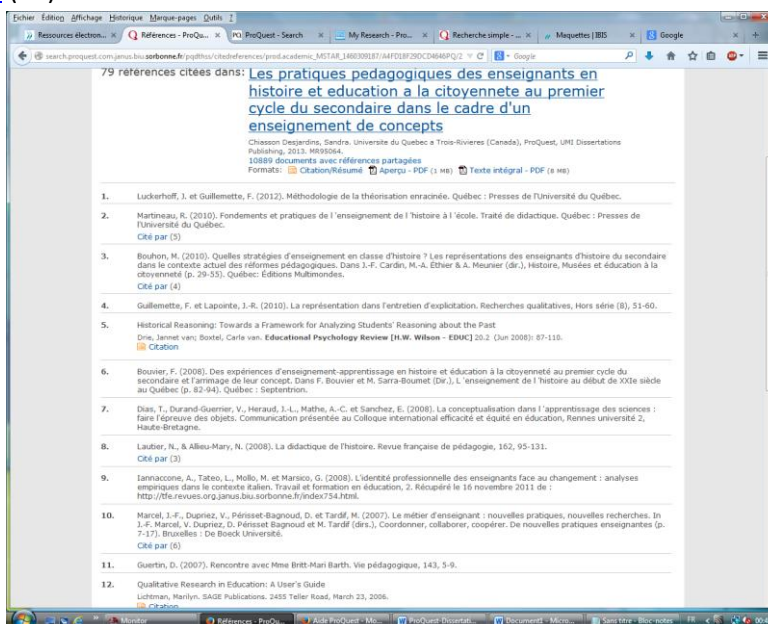 Fichier Édition Affichage Historique Marque-pages Outils ?
Ressources électron... × Références - ProQu... × ProQuest - Search × My Research - Pro... × Recherche simple - ... × Maquettes | IBIS × Google × +
search.proquest.com.janus.biu.sorbonne.fr/pqdthss/citedreferences/prod.academic_MSTAR_1460309187/A4FD18F29DCD4646PQ/2 Google
79 références citées dans: Les pratiques pedagogiques des enseignants en
histoire et education a la citoyennete au premier
cycle du secondaire dans le cadre d'un
enseignement de concepts
Chiasson Desjardins, Sandra. Universite du Quebec a Trois-Rivieres (Canada), ProQuest, UMI Dissertations
Publishing, 2013. MR95064.
10889 documents avec références partagées
Formats: Citation/Résumé Aperçu - PDF (1 MB) Texte intégral - PDF (8 MB)
1. Luckerhoff, J. et Guillemette, F. (2012). Méthodologie de la théorisation enracinée. Québec : Presses de l'Université du Québec.
2. Martineau, R. (2010). Fondements et pratiques de l 'enseignement de l 'histoire à l 'école. Traité de didactique. Québec : Presses de
l'Université du Québec.
Cité par (5)
3. Bouhon, M. (2010). Quelles stratégies d'enseignement en classe d'histoire ? Les représentations des enseignants d'histoire du secondaire
dans le contexte actuel des réformes pédagogiques. Dans J.-F. Cardin, M.-A. Éthier & A. Meunier (dir.), Histoire, Musées et éducation à la
citoyenneté (p. 29-55). Québec: Éditions Multimondes.
Cité par (4)
4. Guillemette, F. et Lapointe, J.-R. (2010). La représentation dans l'entretien d'explicitation. Recherches qualitatives, Hors série (8), 51-60.
5. Historical Reasoning: Towards a Framework for Analyzing Students' Reasoning about the Past
Drie, Jannet van; Boxtel, Carla van. Educational Psychology Review [H.W. Wilson - EDUC] 20.2 (Jun 2008): 87-110.
Citation
6. Bouvier, F. (2008). Des expériences d'enseignement-apprentissage en histoire et éducation à la citoyenneté au premier cycle du
secondaire et l'arrimage de leur concept. Dans F. Bouvier et M. Sarra-Boumet (Dir.), L 'enseignement de l 'histoire au début de XXIe siècle
au Québec (p. 82-94). Québec : Septentrion.
7. Dias, T., Durand-Guerrier, V., Heraud, J.-L., Mathe, A.-C. et Sanchez, E. (2008). La conceptualisation dans l 'apprentissage des sciences :
faire l'épreuve des objets. Communication présentée au Colloque international efficacité et équité en éducation, Rennes université 2,
Haute-Bretagne.
8. Lautier, N., & Allieu-Mary, N. (2008). La didactique de l'histoire. Revue française de pédagogie, 162, 95-131.
Cité par (3)
9. Iannaccone, A., Tateo, L., Mollo, M. et Marsico, G. (2008). L'identité professionnelle des enseignants face au changement : analyses
empiriques dans le contexte italien. Travail et formation en éducation, 2. Récupéré le 16 novembre 2011 de :
http://tfe.revues.org.janus.biu.sorbonne.fr/index754.html.
10. Marcel, J.-F., Dupriez, V., Périsset-Bagnoud, D. et Tardif, M. (2007). Le métier d'enseignant : nouvelles pratiques, nouvelles recherches. In
J.-F. Marcel, V. Dupriez, D. Périsset Bagnoud et M. Tardif (dirs.), Coordonner, collaborer, coopérer. De nouvelles pratiques enseignantes (p.
7-17). Bruxelles : De Boeck Université.
Cité par (6)
11. Guertin, D. (2007). Rencontre avec Mme Britt-Mari Barth. Vie pédagogique, 143, 5-9.
12. Qualitative Research in Education: A User's Guide
Lichtman, Marilyn. SAGE Publications. 2455 Teller Road, March 23, 2006.
Citation
Monitor Références - ProQu... Aide ProQuest - Mo... ProQuest-Dissertati... Document1 - Micro... Sans titre - Bloc-notes FR